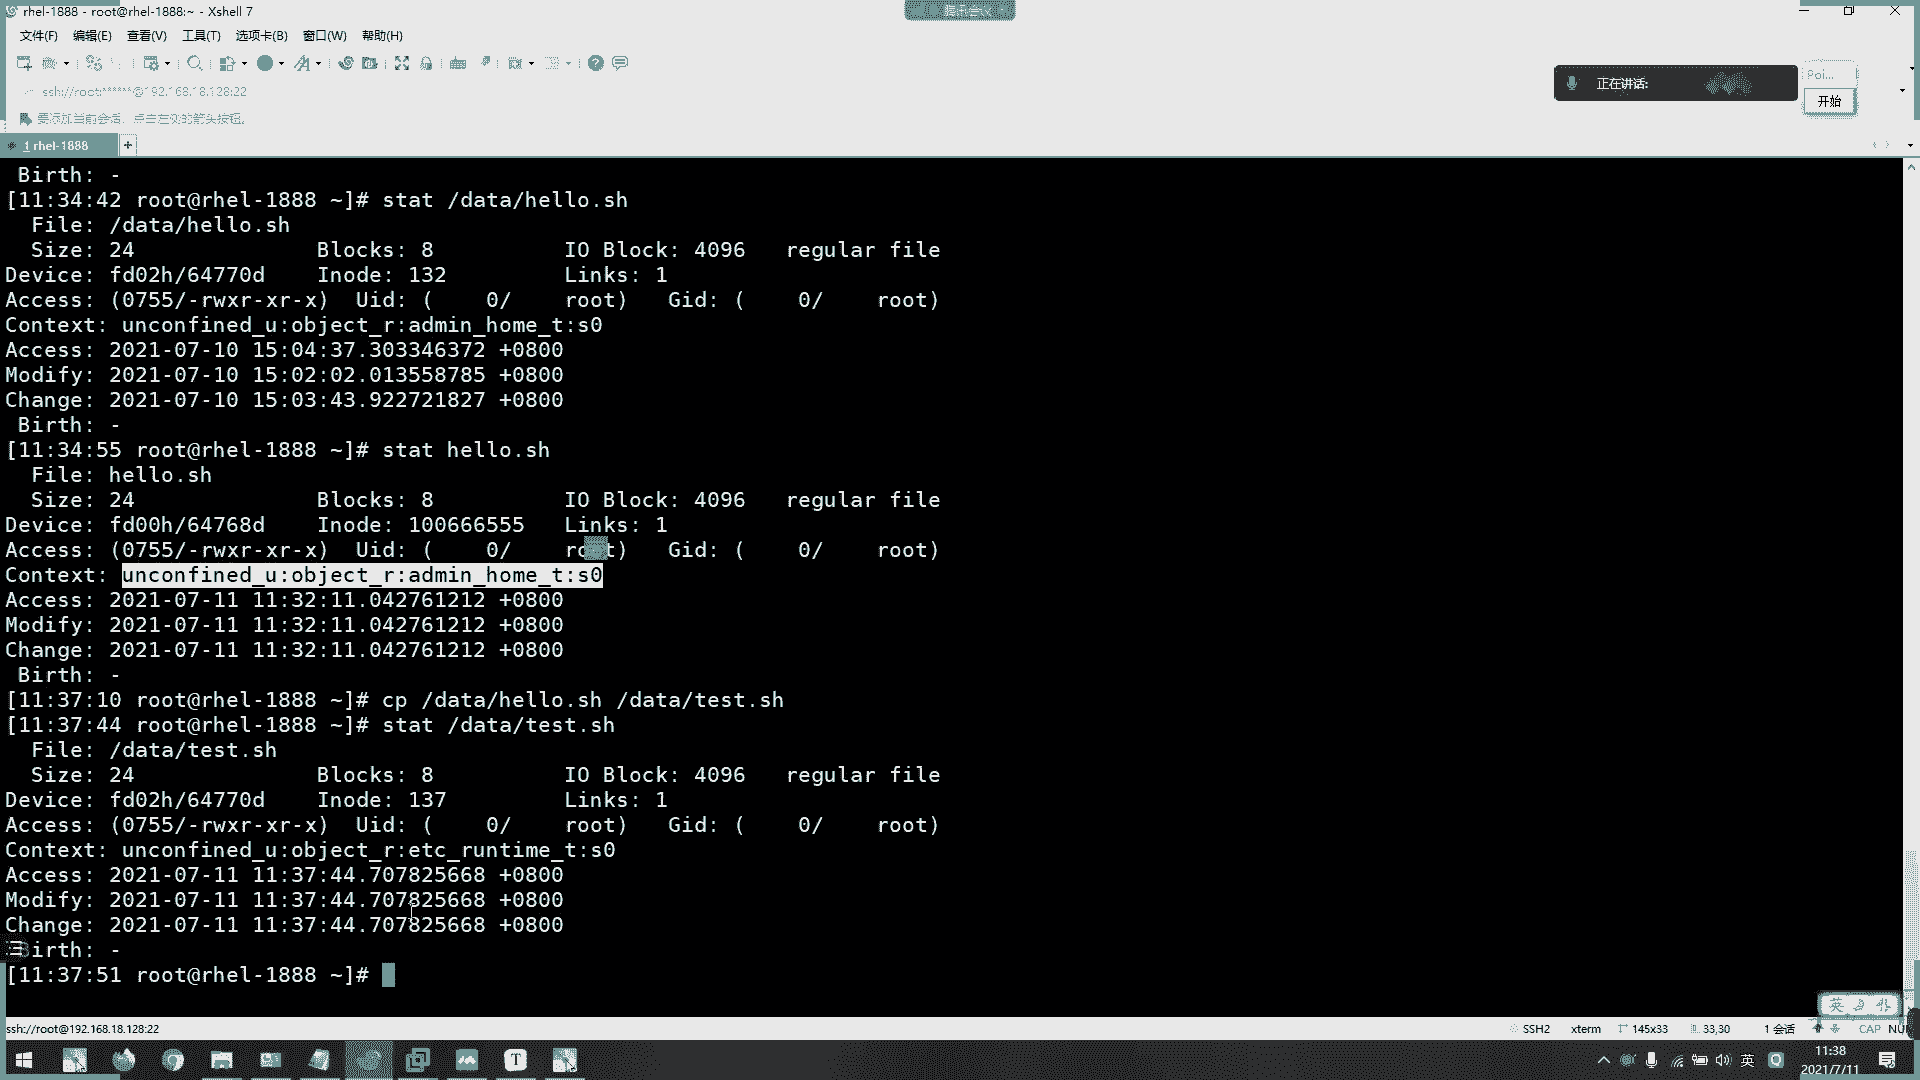 rhel-1888 - root@rhel-1888:~ - Xshell 7
文件(F) 编辑(E) 查看(V) 工具(T) 选项卡(B) 窗口(W) 帮助(H)
ssh://root:******@192.168.18.128:22
要添加当前会话，点击左侧的箭头按钮。
正在讲话:
Poi...
开始
1 rhel-1888
Birth: -
[11:34:42 root@rhel-1888 ~]# stat /data/hello.sh
File: /data/hello.sh
Size: 24 Blocks: 8 IO Block: 4096 regular file
Device: fd02h/64770d Inode: 132 Links: 1
Access: (0755/-rwxr-xr-x) Uid: ( 0/ root) Gid: ( 0/ root)
Context: unconfined_u:object_r:admin_home_t:s0
Access: 2021-07-10 15:04:37.303346372 +0800
Modify: 2021-07-10 15:02:02.013558785 +0800
Change: 2021-07-10 15:03:43.922721827 +0800
Birth: -
[11:34:55 root@rhel-1888 ~]# stat hello.sh
File: hello.sh
Size: 24 Blocks: 8 IO Block: 4096 regular file
Device: fd00h/64768d Inode: 100666555 Links: 1
Access: (0755/-rwxr-xr-x) Uid: ( 0/ root) Gid: ( 0/ root)
Context: unconfined_u:object_r:admin_home_t:s0
Access: 2021-07-11 11:32:11.042761212 +0800
Modify: 2021-07-11 11:32:11.042761212 +0800
Change: 2021-07-11 11:32:11.042761212 +0800
Birth: -
[11:37:10 root@rhel-1888 ~]# cp /data/hello.sh /data/test.sh
[11:37:44 root@rhel-1888 ~]# stat /data/test.sh
File: /data/test.sh
Size: 24 Blocks: 8 IO Block: 4096 regular file
Device: fd02h/64770d Inode: 137 Links: 1
Access: (0755/-rwxr-xr-x) Uid: ( 0/ root) Gid: ( 0/ root)
Context: unconfined_u:object_r:etc_runtime_t:s0
Access: 2021-07-11 11:37:44.707825668 +0800
Modify: 2021-07-11 11:37:44.707825668 +0800
Change: 2021-07-11 11:37:44.707825668 +0800
Birth: -
[11:37:51 root@rhel-1888 ~]#
英
ssh://root@192.168.18.128:22 SSH2 xterm 145x33 33,30 1 会话 CAP NUM
英 11:38
2021/7/11